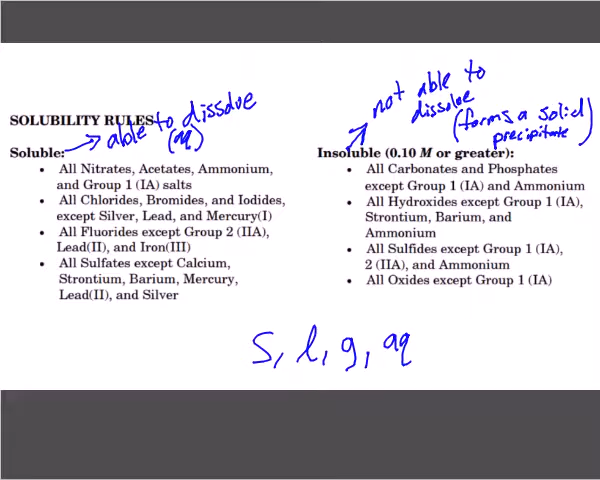 SOLUBILITY RULES
Soluble: → able to dissolve
(aq)
• All Nitrates, Acetates, Ammonium,
and Group 1 (IA) salts
• All Chlorides, Bromides, and Iodides,
except Silver, Lead, and Mercury(I)
• All Fluorides except Group 2 (IIA),
Lead(II), and Iron(III)
• All Sulfates except Calcium,
Strontium, Barium, Mercury,
Lead(II), and Silver
not able to
dissolve
(forms a solid
precipitate)
Insoluble (0.10 M or greater):
• All Carbonates and Phosphates
except Group 1 (IA) and Ammonium
• All Hydroxides except Group 1 (IA),
Strontium, Barium, and
Ammonium
• All Sulfides except Group 1 (IA),
2 (IIA), and Ammonium
• All Oxides except Group 1 (IA)
s, l, g, aq